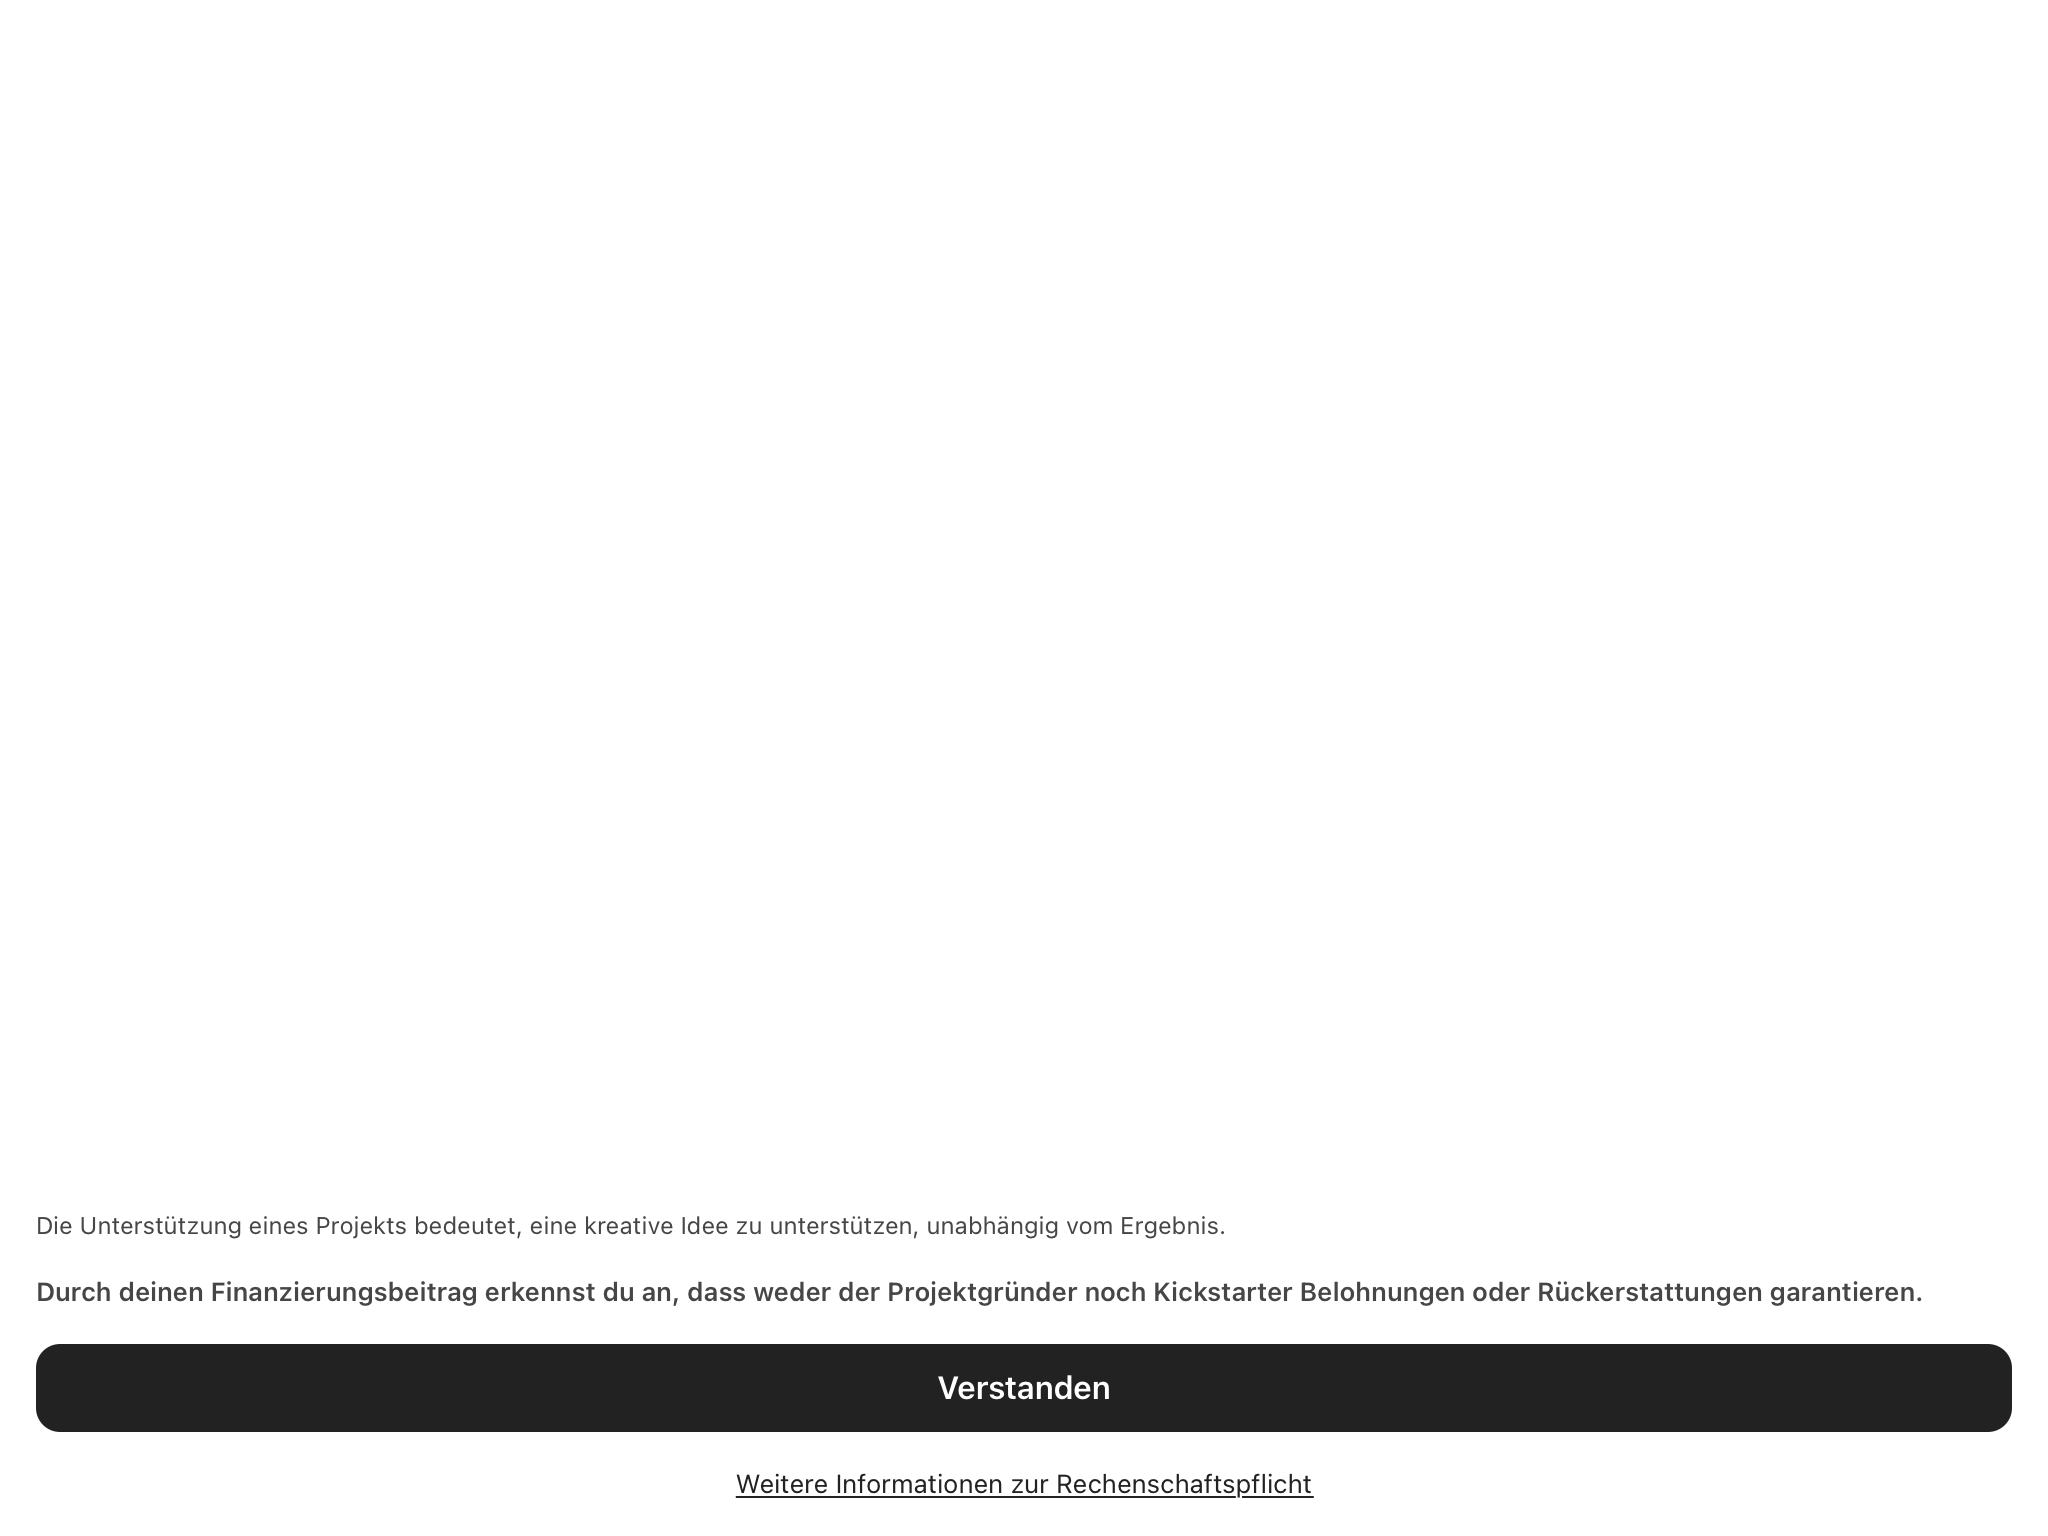 Die Unterstützung eines Projekts bedeutet, eine kreative Idee zu unterstützen, unabhängig vom Ergebnis.
Durch deinen Finanzierungsbeitrag erkennst du an, dass weder der Projektgründer noch Kickstarter Belohnungen oder Rückerstattungen garantieren.
Verstanden
Weitere Informationen zur Rechenschaftspflicht